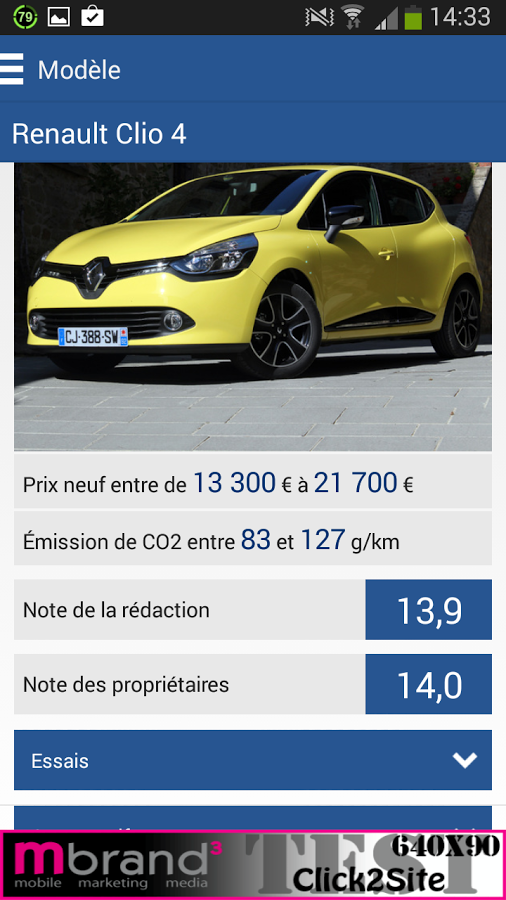 79
14:33
Modèle
Renault Clio 4
CJ-388-SW
Prix neuf entre de 13 300 € à 21 700 €
Émission de CO2 entre 83 et 127 g/km
Note de la rédaction 13,9
Note des propriétaires 14,0
Essais
mbrand3 TEST 640X90
mobile marketing media Click2Site